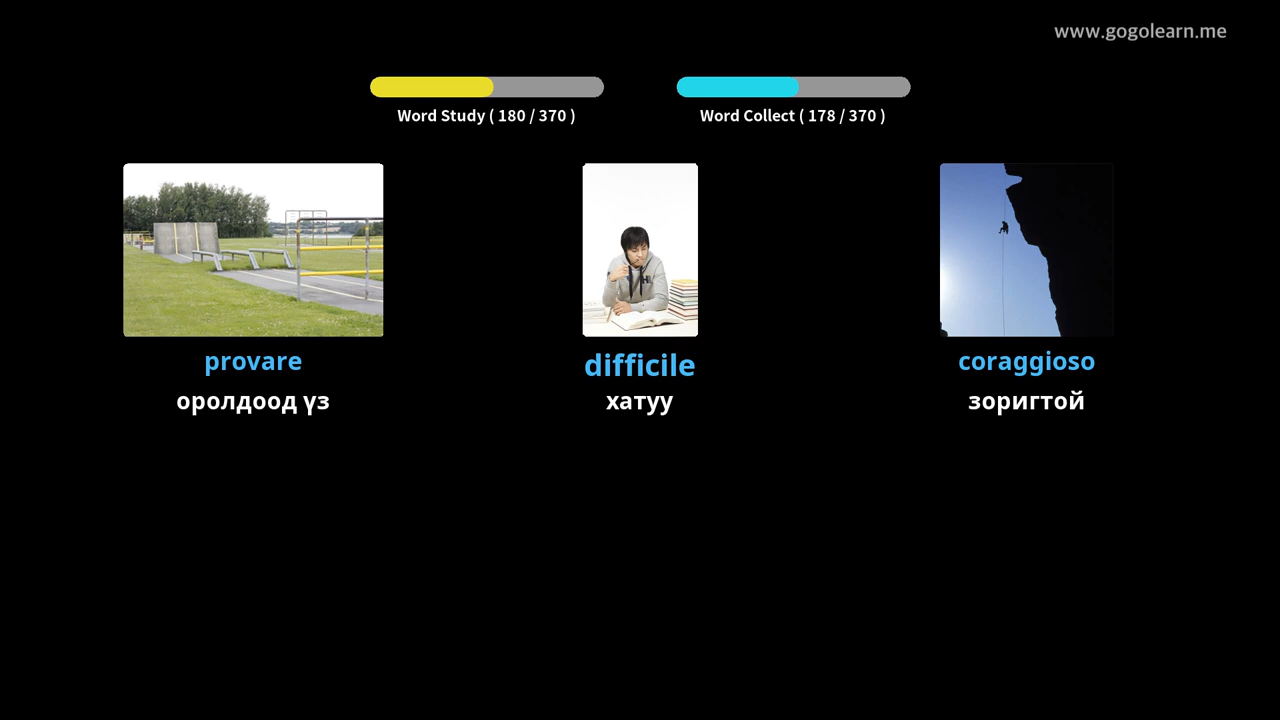 www.gogolearn.me
Word Study ( 180 / 370 )
Word Collect ( 178 / 370 )
provare
difficile
coraggioso
оролдоод үз
хатуу
зоригтой